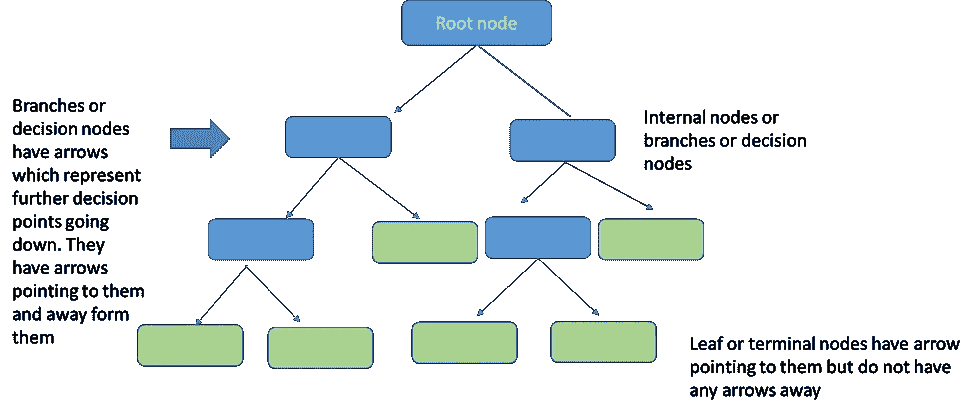 Root node
Branches or
decision nodes
have arrows
which represent
further decision
points going
down. They
have arrows
pointing to them
and away form
them
Internal nodes or
branches or decision
nodes
Leaf or terminal nodes have arrow
pointing to them but do not have
any arrows away